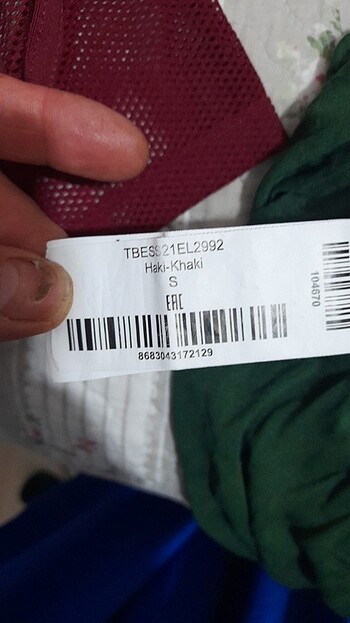 TBESS21EL2992
Haki-Khaki
S
EAC
8683043172129
104670